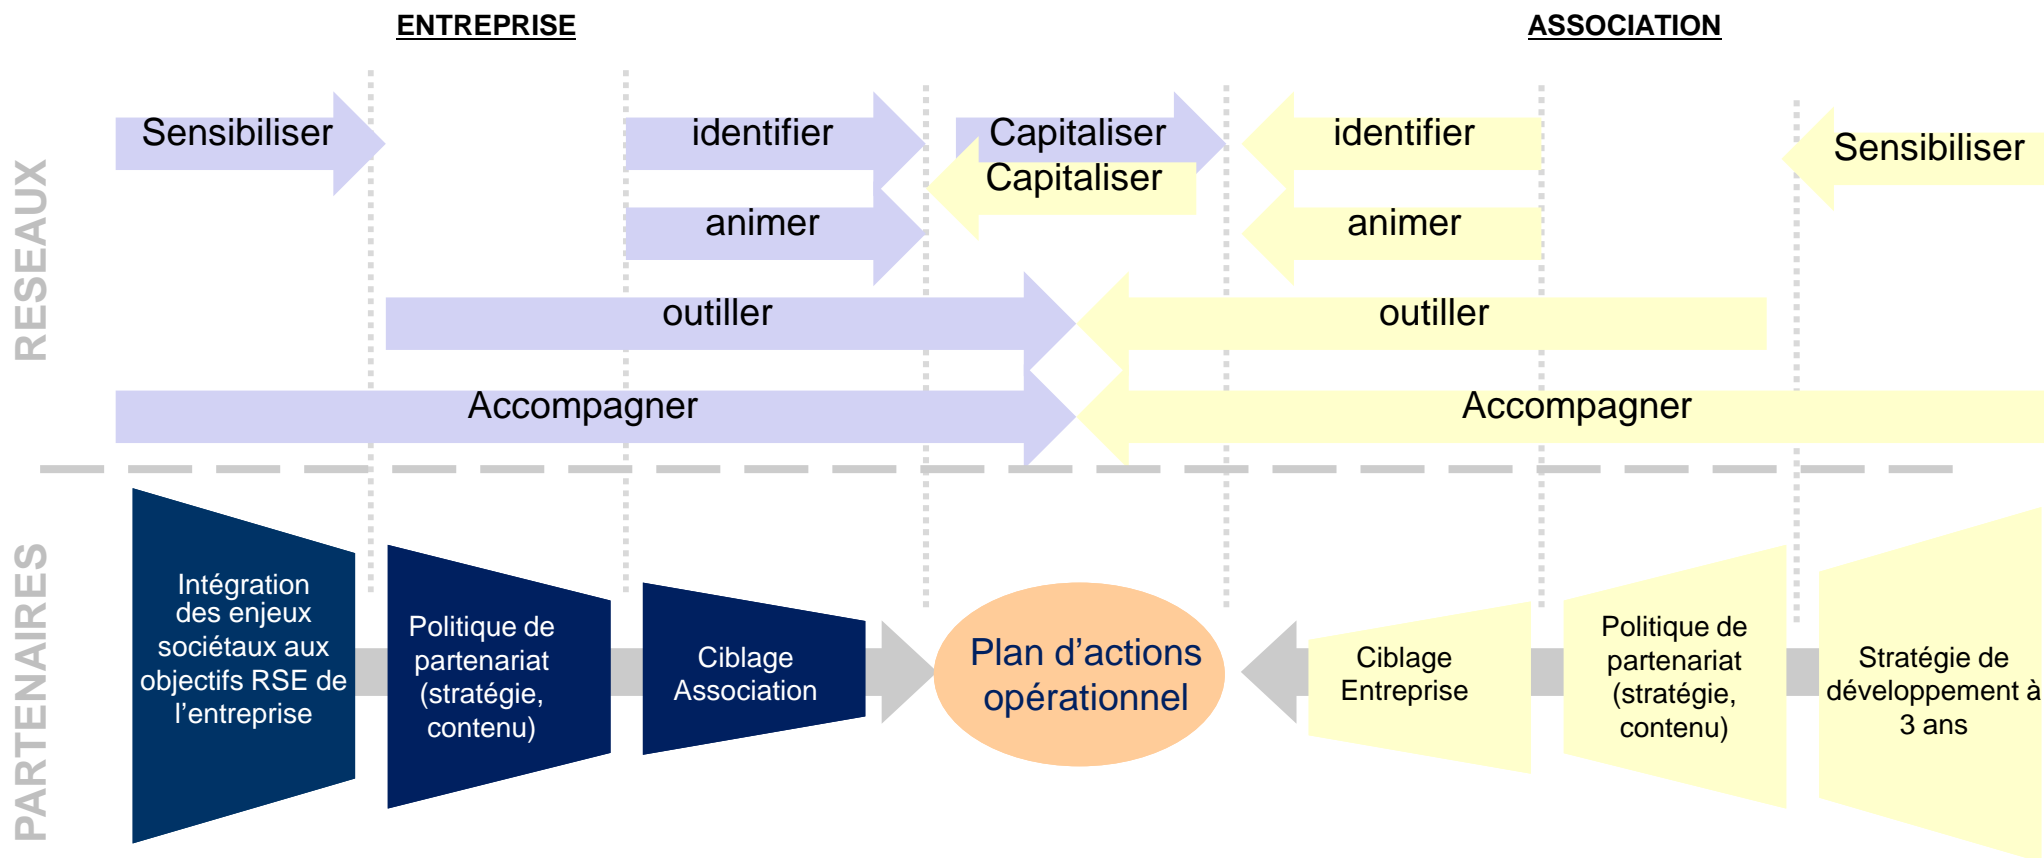 ENTREPRISE
ASSOCIATION
RESEAUX
Sensibiliser
identifier
Capitaliser
identifier
Sensibiliser
Capitaliser
animer
animer
outiller
outiller
Accompagner
Accompagner
PARTENAIRES
Intégration
des enjeux
sociétaux aux
objectifs RSE de
l’entreprise
Politique de
partenariat
(stratégie,
contenu)
Ciblage
Association
Plan d’actions
opérationnel
Ciblage
Entreprise
Politique de
partenariat
(stratégie,
contenu)
Stratégie de
développement à
3 ans